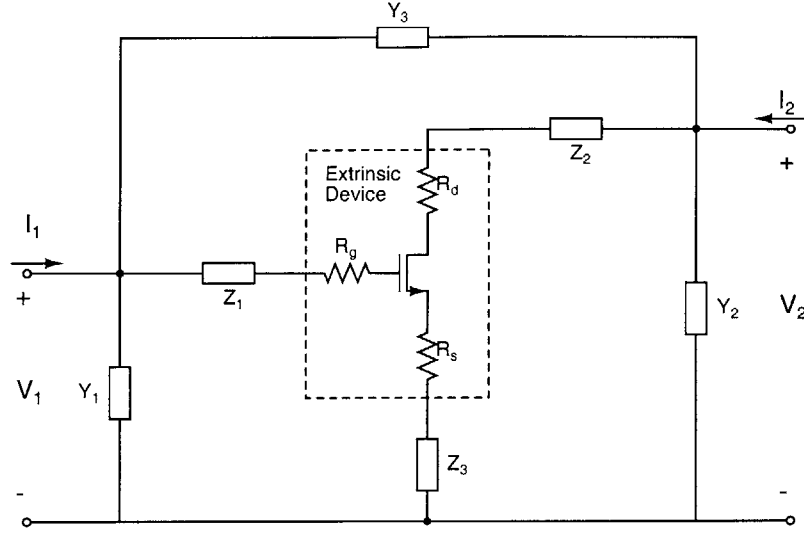 Y3
I2
Z2
+
Extrinsic
Device
Rd
I1
Rg
+
Z1
Y2
V2
Rs
V1
Y1
Z3
-
-